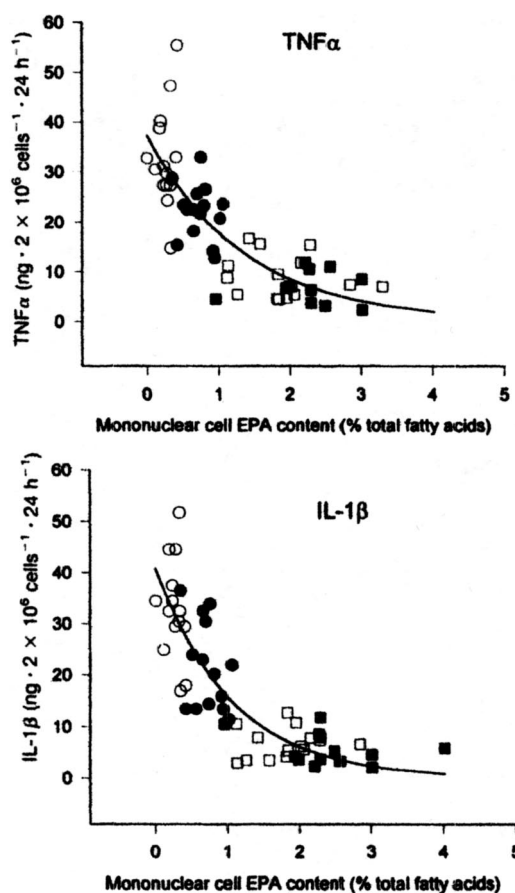 60
TNFα
50
40
30
20
10
0
TNFα (ng · 2 × 10⁶ cells⁻¹ · 24 h⁻¹)
0 1 2 3 4 5
Mononuclear cell EPA content (% total fatty acids)
60
IL-1β
50
40
30
20
10
0
IL-1β (ng · 2 × 10⁶ cells⁻¹ · 24 h⁻¹)
0 1 2 3 4 5
Mononuclear cell EPA content (% total fatty acids)